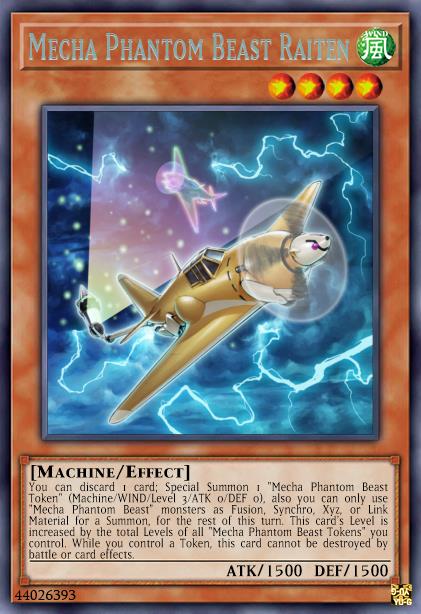 MECHA PHANTOM BEAST RAITEN
WIND
風
[MACHINE/EFFECT]
You can discard 1 card; Special Summon 1 "Mecha Phantom Beast
Token" (Machine/WIND/Level 3/ATK 0/DEF 0), also you can only use
"Mecha Phantom Beast" monsters as Fusion, Synchro, Xyz, or Link
Material for a Summon, for the rest of this turn. This card's Level is
increased by the total Levels of all "Mecha Phantom Beast Tokens" you
control. While you control a Token, this card cannot be destroyed by
battle or card effects.
ATK/1500 DEF/1500
44026393